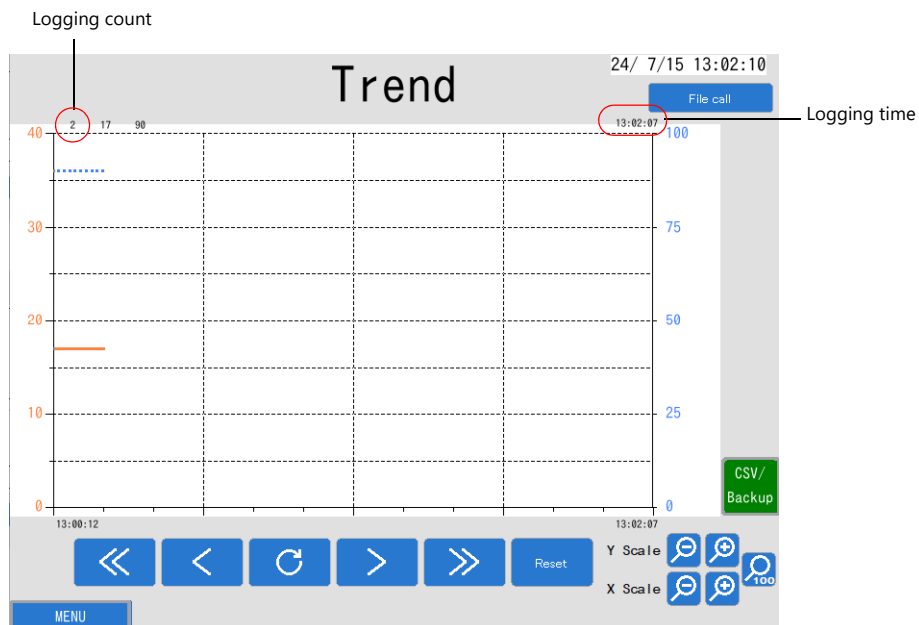 Logging count
Trend
24/ 7/15 13:02:10
File call
Logging time
2 17 90
13:02:07
40
100
30
75
20
50
10
25
0
0
CSV/
Backup
13:00:12
13:02:07
Reset
Y Scale
X Scale
100
MENU